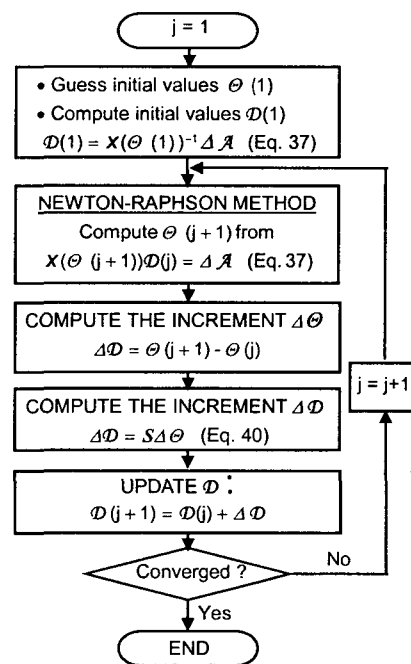 j = 1
• Guess initial values Θ (1)
• Compute initial values 𝒟(1)
𝒟(1) = X(Θ (1))⁻¹ Δ 𝒜 (Eq. 37)
NEWTON-RAPHSON METHOD
Compute Θ (j+1) from
X(Θ (j+1))𝒟(j) = Δ 𝒜 (Eq. 37)
COMPUTE THE INCREMENT ΔΘ
Δ𝒟 = Θ (j+1) - Θ (j)
COMPUTE THE INCREMENT Δ𝒟
Δ𝒟 = SΔΘ (Eq. 40)
j = j+1
UPDATE 𝒟 :
𝒟 (j+1) = 𝒟(j) + Δ𝒟
Converged ?
No
Yes
END